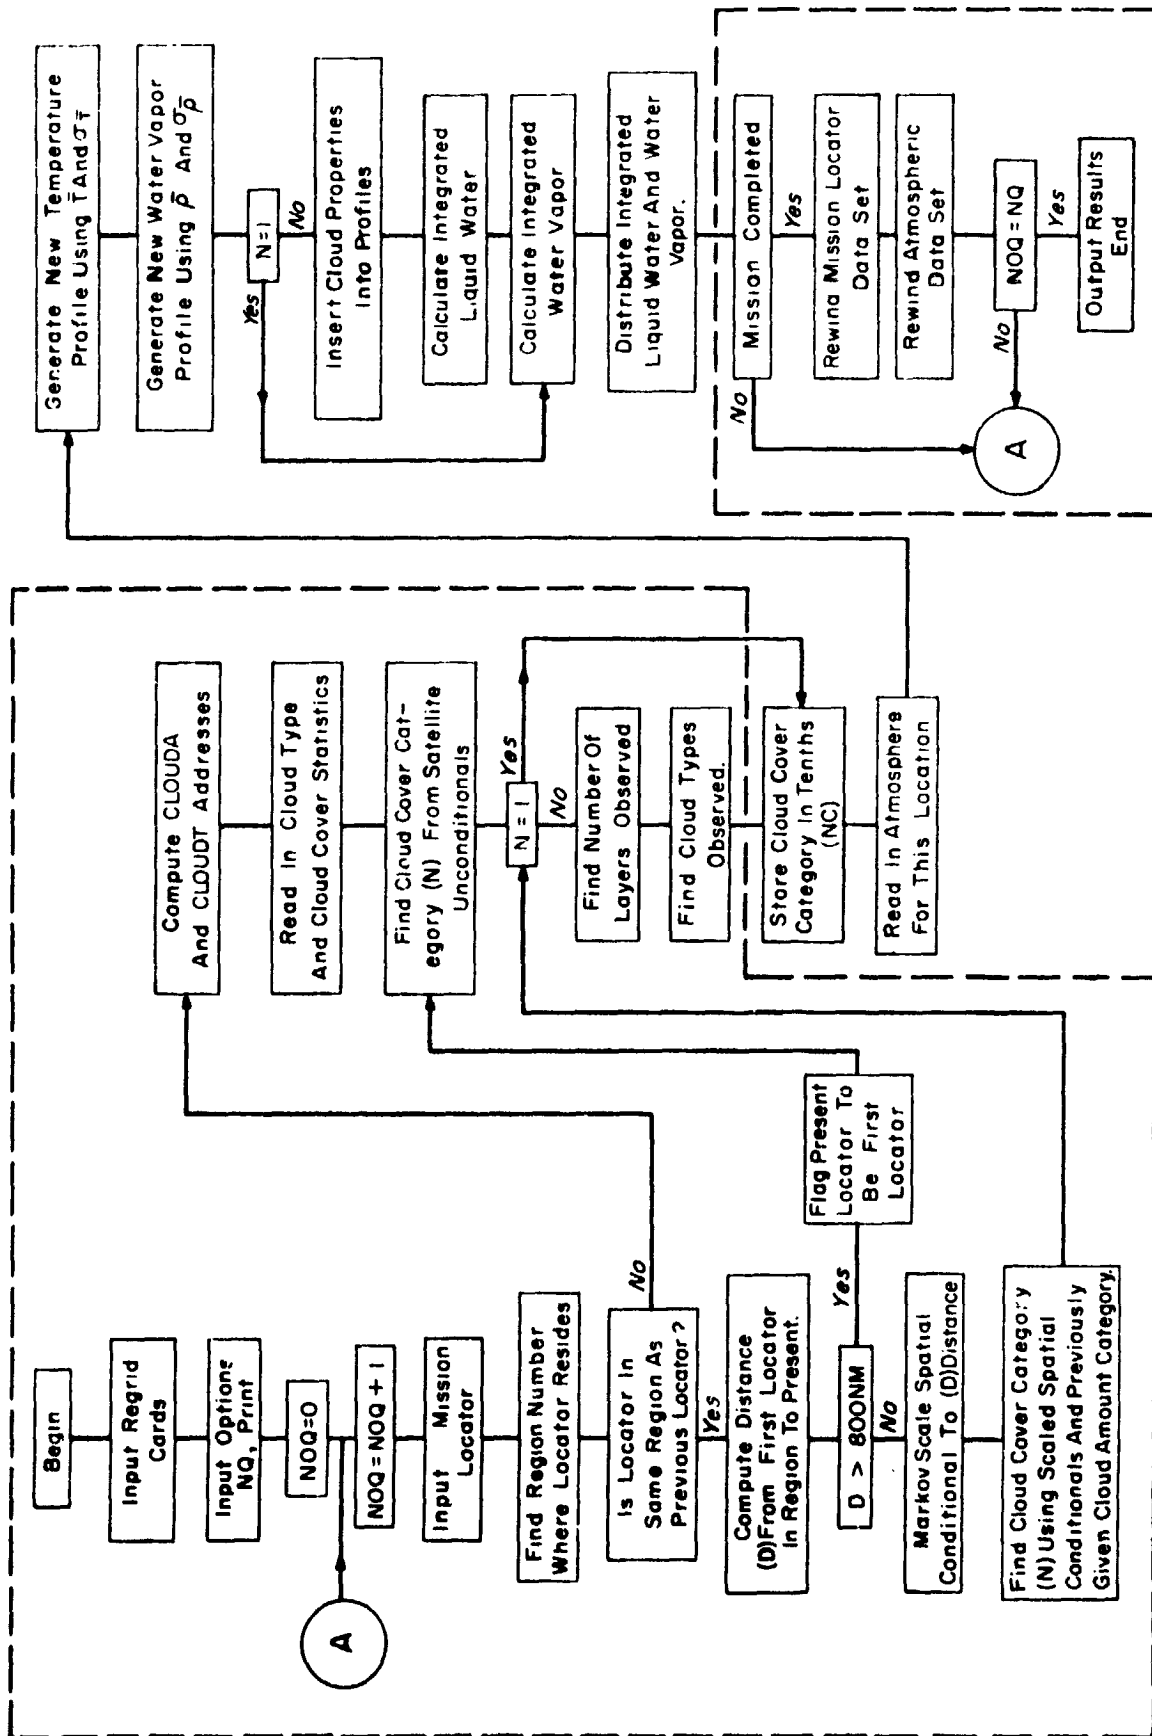 Begin
Input Regrid
Cards
Input Options
NQ, Print
NOQ=0
A
NOQ = NOQ + 1
Input Mission
Locator
Find Region Number
Where Locator Resides
Is Locator In
Same Region As
Previous Locator?
No
Yes
Compute Distance
(D)From First Locator
In Region To Present.
D > 800NM
Yes
No
Flag Present
Locator To
Be First
Locator
Markov Scale Spatial
Conditional To (D)Distance
Find Cloud Cover Category
(N) Using Scaled Spatial
Conditionals And Previously
Given Cloud Amount Category.
Compute CLOUDA
And CLOUDT Addresses
Read In Cloud Type
And Cloud Cover Statistics
Find Cloud Cover Cat-
egory (N) From Satellite
Unconditionals
N = 1
Yes
No
Find Number Of
Layers Observed
Find Cloud Types
Observed.
Store Cloud Cover
Category In Tenths
(NC)
Read In Atmosphere
For This Location
Generate New Temperature
Profile Using T̄ And σT̄
Generate New Water Vapor
Profile Using ρ̄ And σρ̄
N = 1
Yes
No
Insert Cloud Properties
Into Profiles
Calculate Integrated
Liquid Water
Calculate Integrated
Water Vapor
Distribute Integrated
Liquid Water And Water
Vapor.
Mission Completed
No
Yes
Rewina Mission Locator
Data Set
Rewind Atmospheric
Data Set
NOQ = NQ
No
Yes
A
Output Results
End